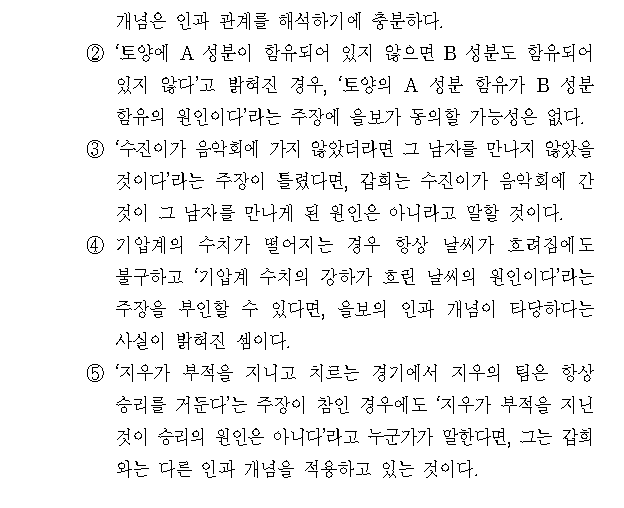 개념은 인과 관계를 해석하기에 충분하다.
② ‘토양에 A 성분이 함유되어 있지 않으면 B 성분도 함유되어
있지 않다’고 밝혀진 경우, ‘토양의 A 성분 함유가 B 성분
함유의 원인이다’라는 주장에 을보가 동의할 가능성은 없다.
③ ‘수진이가 음악회에 가지 않았더라면 그 남자를 만나지 않았을
것이다’라는 주장이 틀렸다면, 갑희는 수진이가 음악회에 간
것이 그 남자를 만나게 된 원인은 아니라고 말할 것이다.
④ 기압계의 수치가 떨어지는 경우 항상 날씨가 흐려짐에도
불구하고 ‘기압계 수치의 강하가 흐린 날씨의 원인이다’라는
주장을 부인할 수 있다면, 을보의 인과 개념이 타당하다는
사실이 밝혀진 셈이다.
⑤ ‘지우가 부적을 지니고 치르는 경기에서 지우의 팀은 항상
승리를 거둔다’는 주장이 참인 경우에도 ‘지우가 부적을 지닌
것이 승리의 원인은 아니다’라고 누군가가 말한다면, 그는 갑희
와는 다른 인과 개념을 적용하고 있는 것이다.